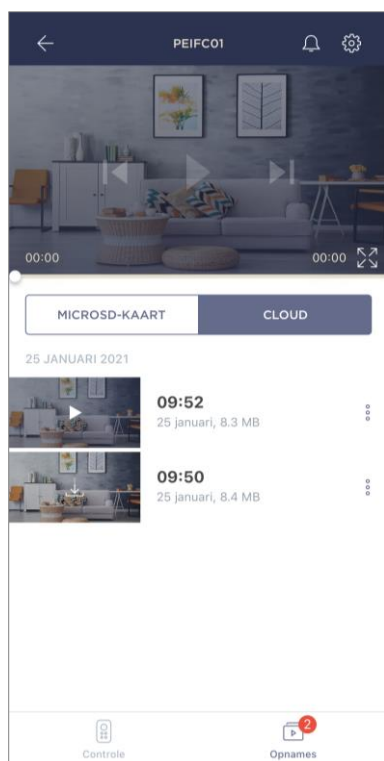 PEIFC01
00:00
00:00
MICROSD-KAART
CLOUD
25 JANUARI 2021
09:52
25 januari, 8.3 MB
09:50
25 januari, 8.4 MB
2
Controle
Opnames